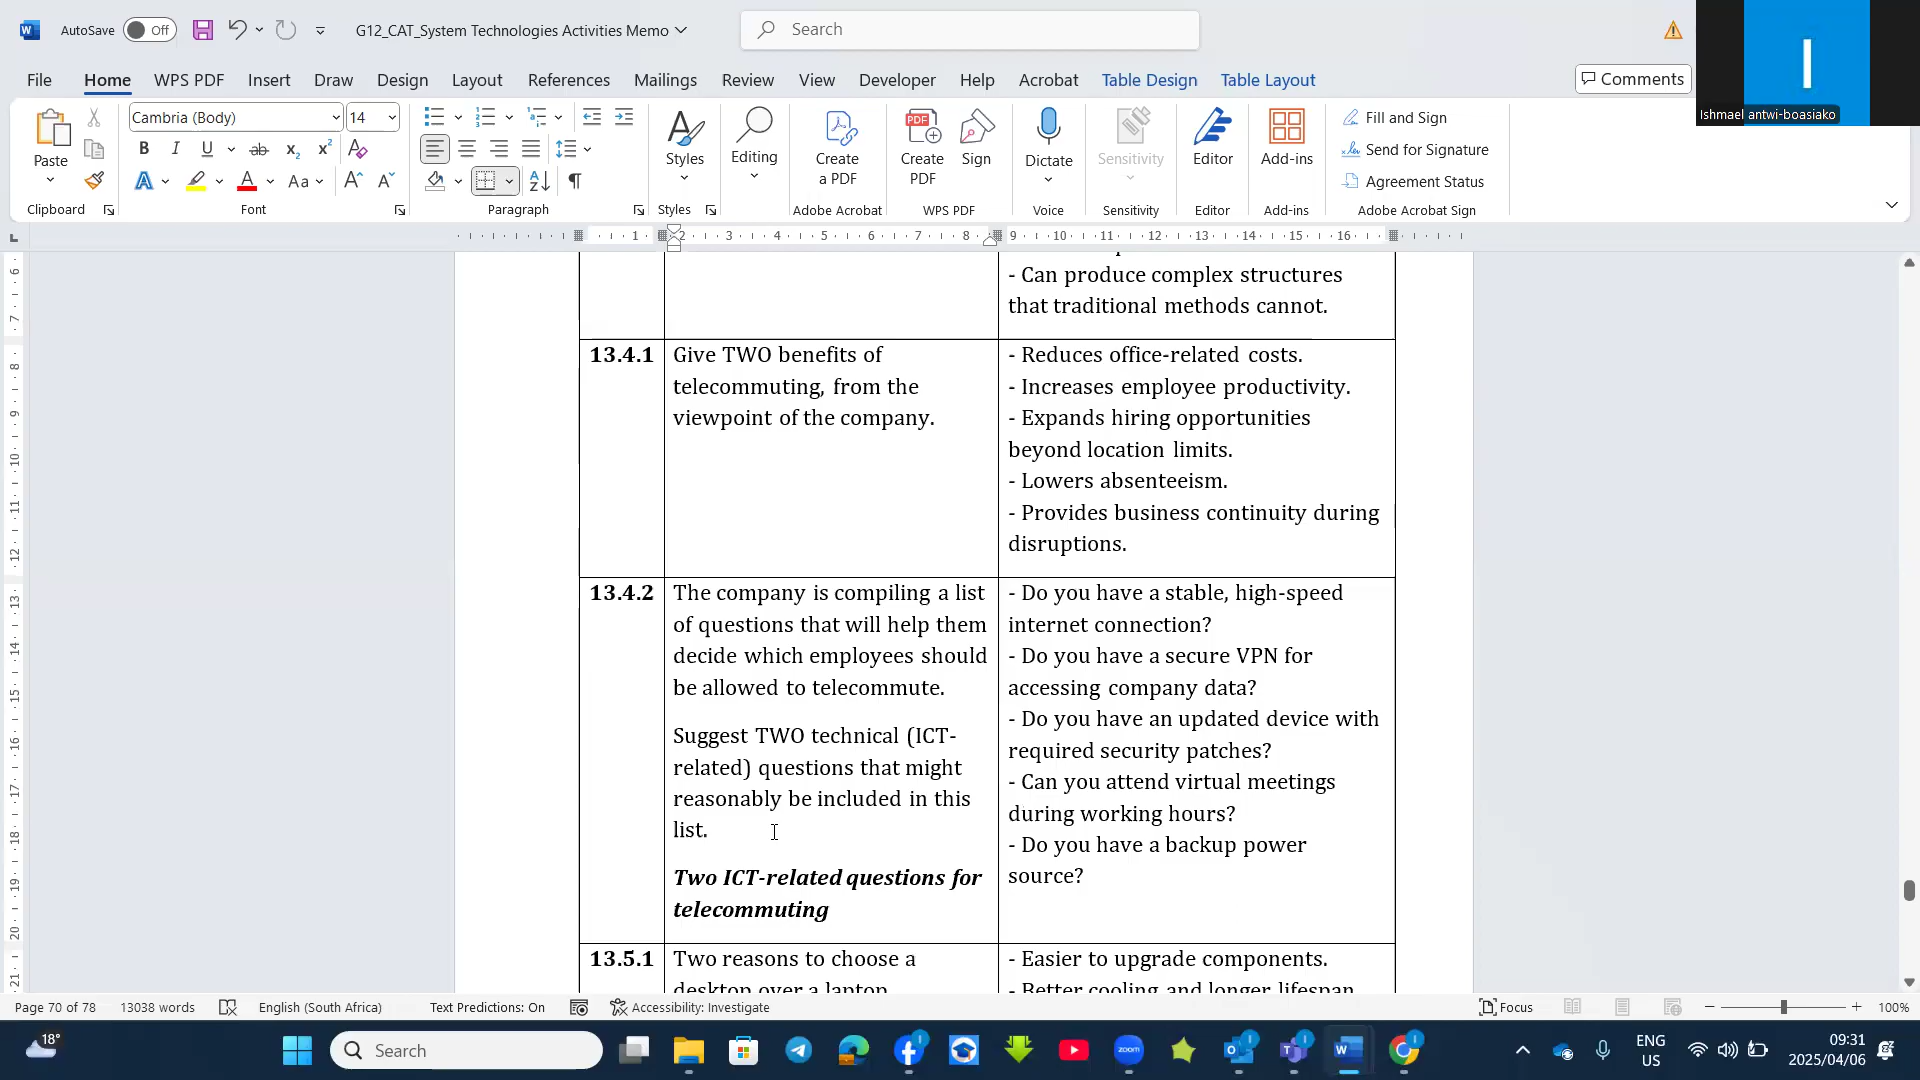 AutoSave Off G12_CAT_System Technologies Activities Memo Search
File Home WPS PDF Insert Draw Design Layout References Mailings Review View Developer Help Acrobat Table Design Table Layout Comments
Ishmael antwi-boasiako
Cambria (Body) 14
Paste
Styles Editing Create a PDF Create PDF Sign Dictate Sensitivity Editor Add-ins
Fill and Sign
Send for Signature
Agreement Status
Clipboard Font Paragraph Styles Adobe Acrobat WPS PDF Voice Sensitivity Editor Add-ins Adobe Acrobat Sign
- Can produce complex structures
that traditional methods cannot.
13.4.1
Give TWO benefits of
telecommuting, from the
viewpoint of the company.
- Reduces office-related costs.
- Increases employee productivity.
- Expands hiring opportunities
beyond location limits.
- Lowers absenteeism.
- Provides business continuity during
disruptions.
13.4.2
The company is compiling a list
of questions that will help them
decide which employees should
be allowed to telecommute.
Suggest TWO technical (ICT-
related) questions that might
reasonably be included in this
list.
Two ICT-related questions for
telecommuting
- Do you have a stable, high-speed
internet connection?
- Do you have a secure VPN for
accessing company data?
- Do you have an updated device with
required security patches?
- Can you attend virtual meetings
during working hours?
- Do you have a backup power
source?
13.5.1
Two reasons to choose a
desktop over a laptop
- Easier to upgrade components.
- Better cooling and longer lifespan
Page 70 of 78 13038 words English (South Africa) Text Predictions: On Accessibility: Investigate Focus 100%
18° Search ENG US 09:31 2025/04/06